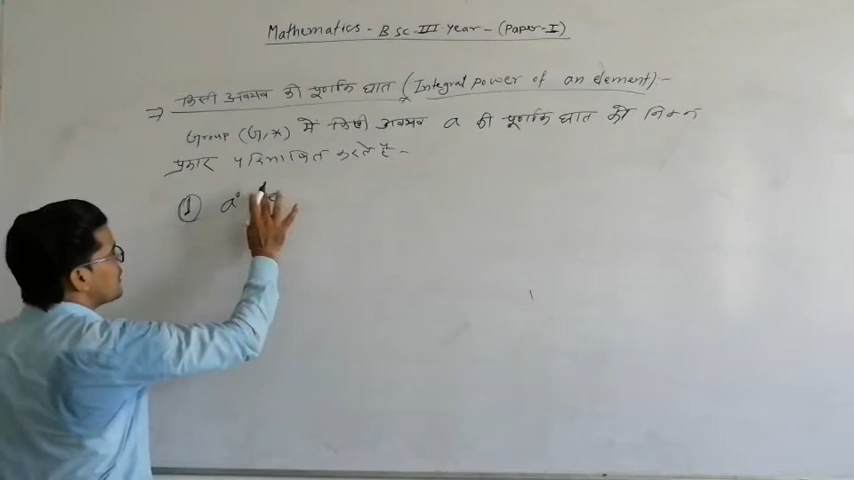 Mathematics - B SC - III year - (Paper - I)
⇒ किसी अवयव की पूर्णांक घात (Integral power of an element) -
Group (G, *) में किसी अवयव a की पूर्णांक घात को निम्न
प्रकार परिभाषित करते है -
① a⁰